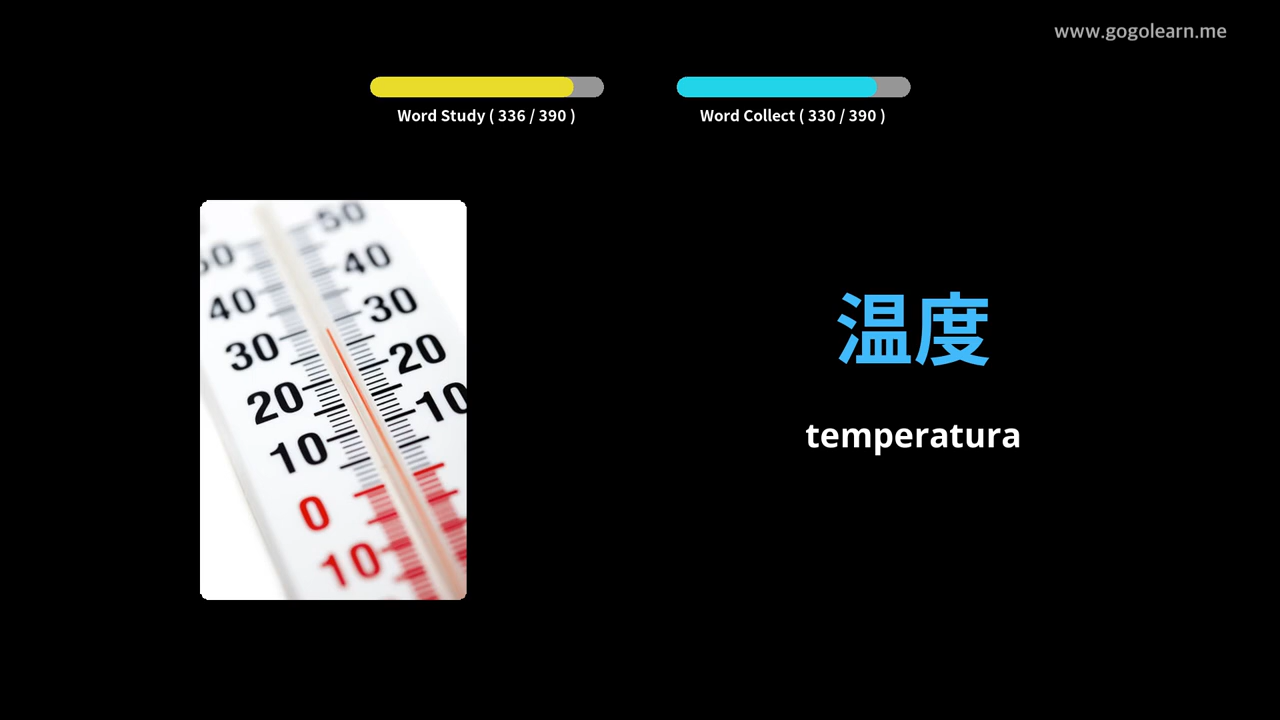 www.gogolearn.me
Word Study ( 336 / 390 )
Word Collect ( 330 / 390 )
50
50
40
40
30
30
20
20
10
10
0
10
温度
temperatura